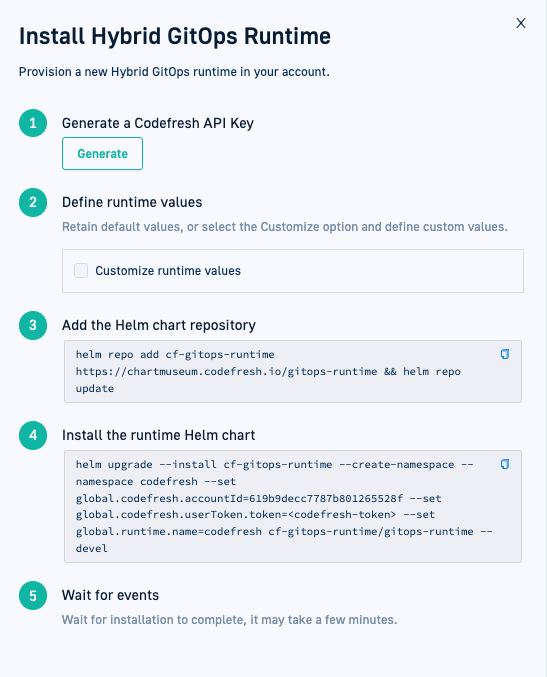 X
Install Hybrid GitOps Runtime
Provision a new Hybrid GitOps runtime in your account.
1
Generate a Codefresh API Key
Generate
2
Define runtime values
Retain default values, or select the Customize option and define custom values.
Customize runtime values
3
Add the Helm chart repository
helm repo add cf-gitops-runtime
https://chartmuseum.codefresh.io/gitops-runtime && helm repo
update
4
Install the runtime Helm chart
helm upgrade --install cf-gitops-runtime --create-namespace --
namespace codefresh --set
global.codefresh.accountId=619b9decc7787b801265528f --set
global.codefresh.userToken.token=<codefresh-token> --set
global.runtime.name=codefresh cf-gitops-runtime/gitops-runtime --
devel
5
Wait for events
Wait for installation to complete, it may take a few minutes.